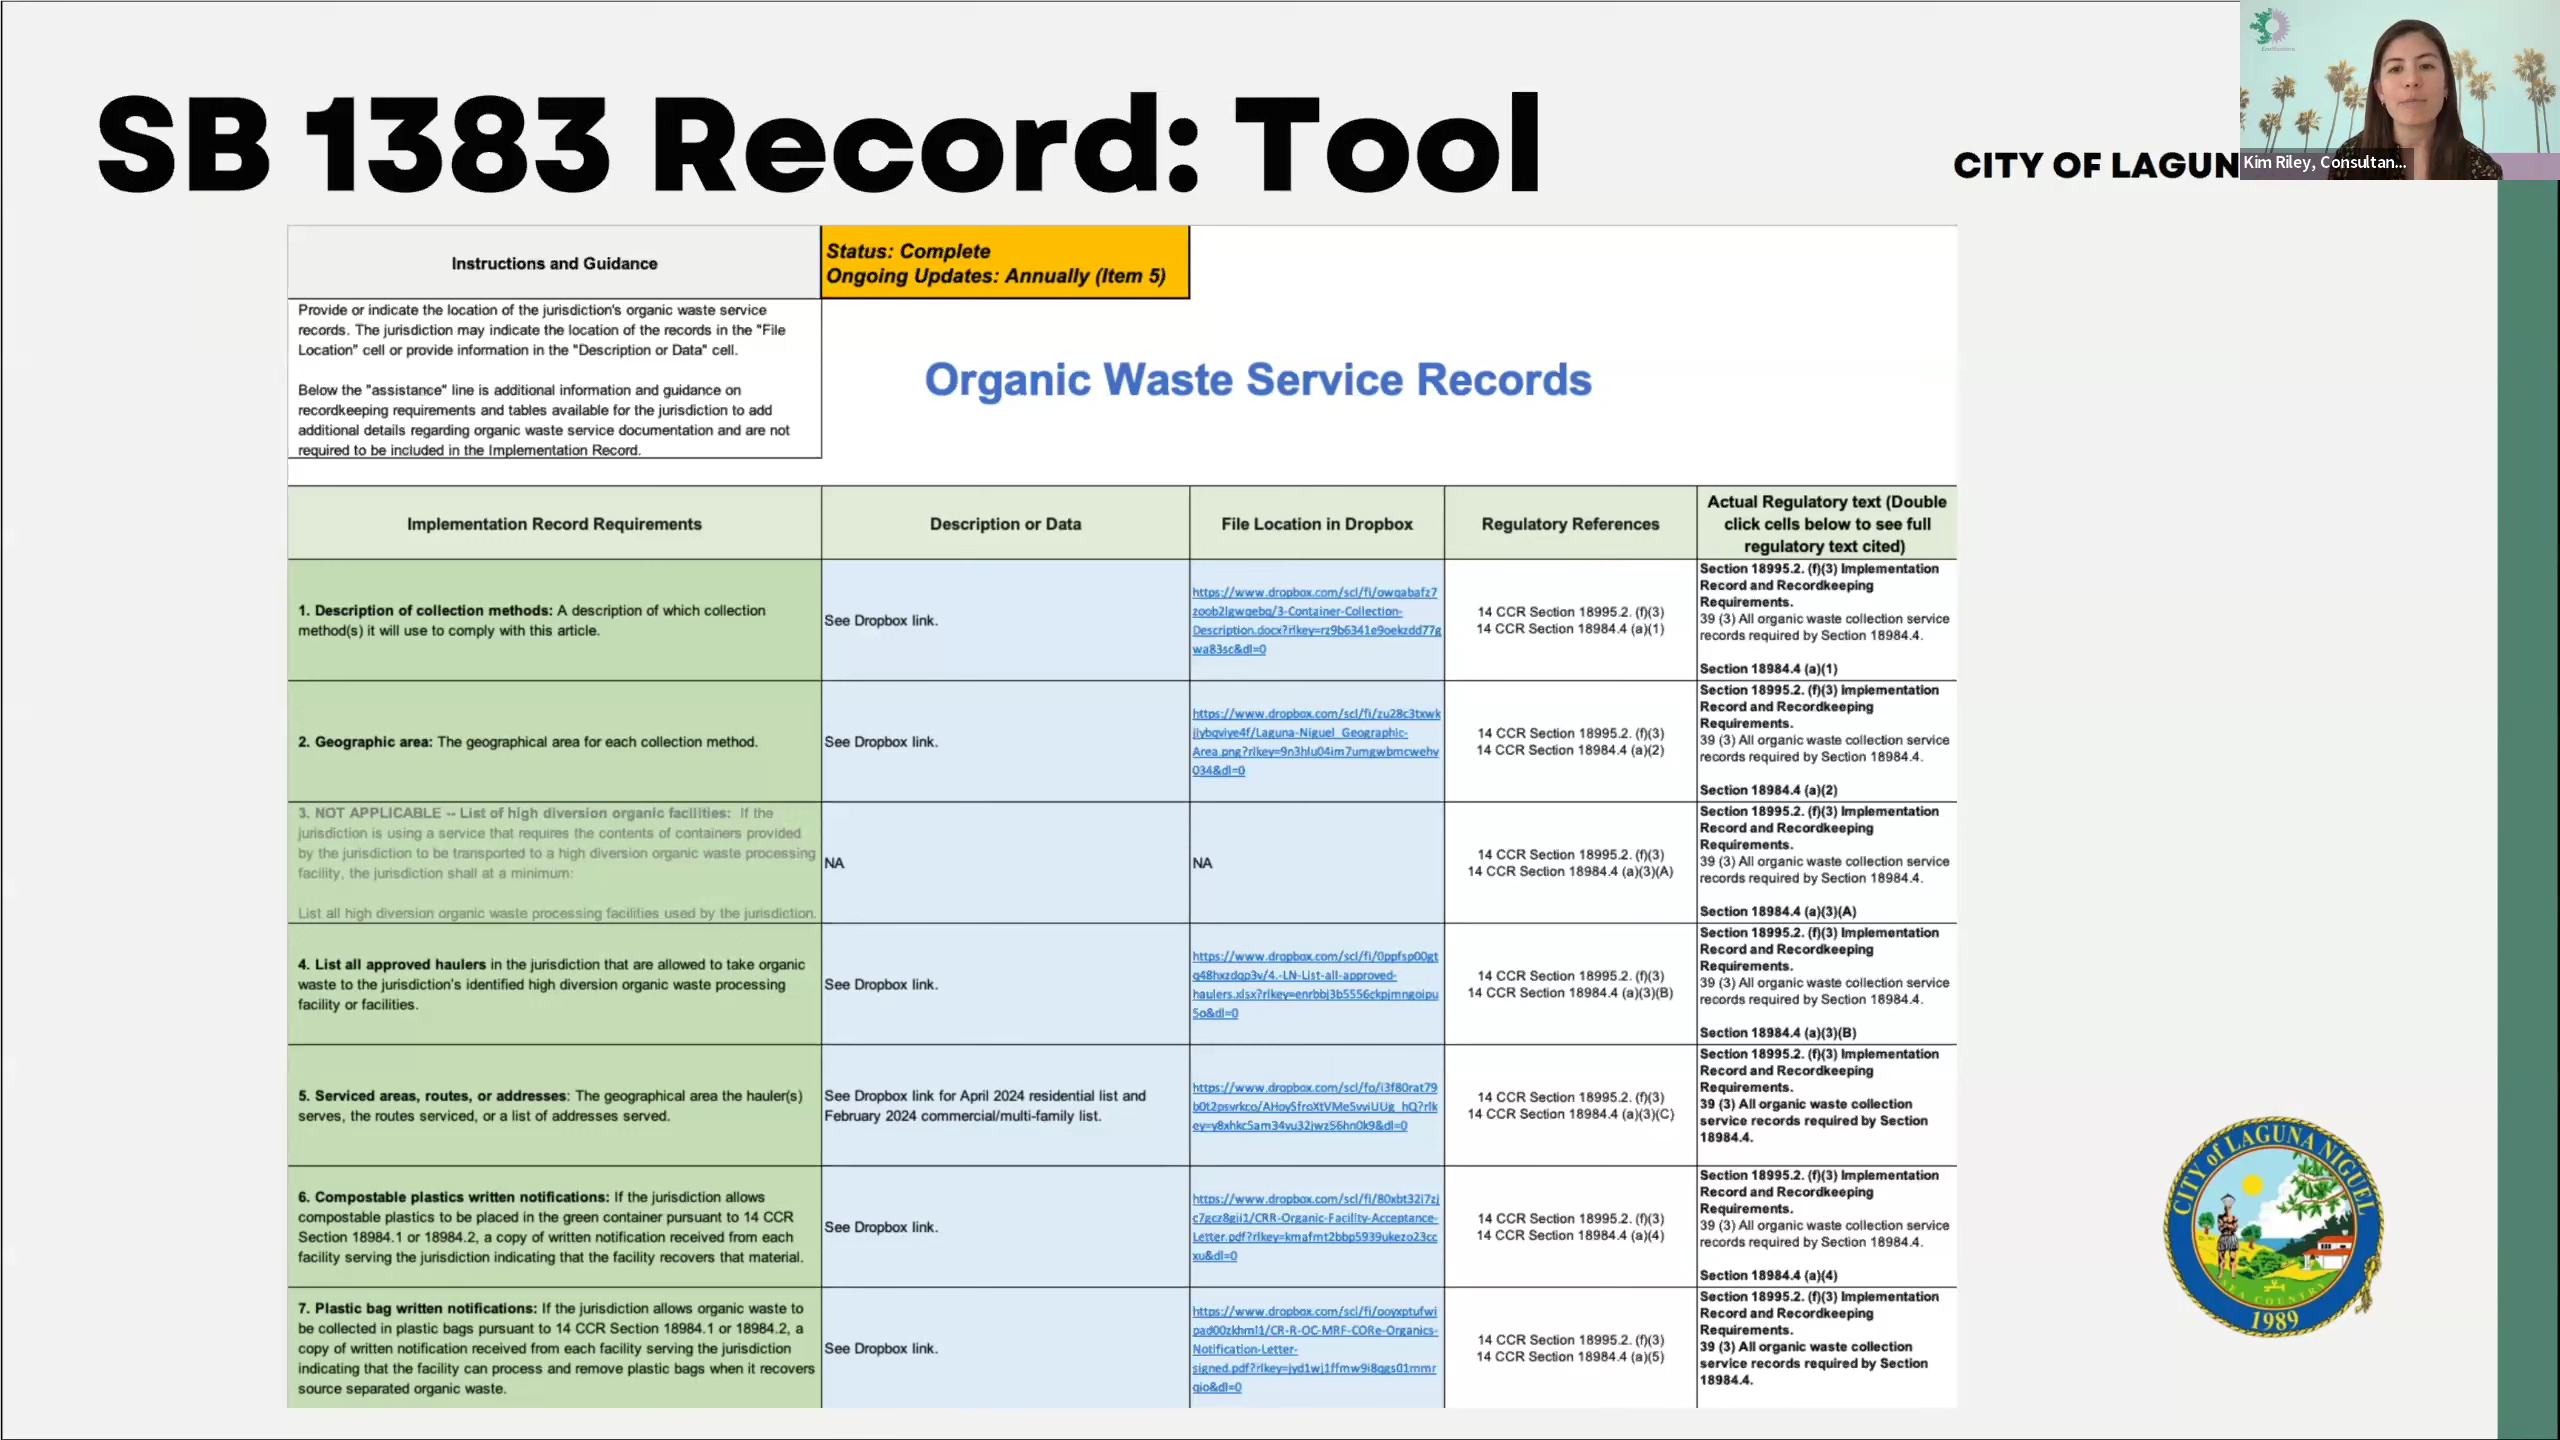 SB 1383 Record: Tool
CITY OF LAGUN
Kim Riley, Consultan...
Instructions and Guidance
Status: Complete
Ongoing Updates: Annually (Item 5)
Provide or indicate the location of the jurisdiction's organic waste service
records. The jurisdiction may indicate the location of the records in the "File
Location" cell or provide information in the "Description or Data" cell.
Below the "assistance" line is additional information and guidance on
recordkeeping requirements and tables available for the jurisdiction to add
additional details regarding organic waste service documentation and are not
required to be included in the Implementation Record.
Organic Waste Service Records
Implementation Record Requirements
Description or Data
File Location in Dropbox
Regulatory References
Actual Regulatory text (Double
click cells below to see full
regulatory text cited)
1. Description of collection methods: A description of which collection
method(s) it will use to comply with this article.
See Dropbox link.
https://www.dropbox.com/scl/fi/owqabafz7
zoob2lgwqebq/3-Container-Collection-
Description.docx?rlkey=rz9b6341e9oekzdd77g
wa83sc&dl=0
14 CCR Section 18995.2. (f)(3)
14 CCR Section 18984.4 (a)(1)
Section 18995.2. (f)(3) Implementation
Record and Recordkeeping
Requirements.
39 (3) All organic waste collection service
records required by Section 18984.4.
Section 18984.4 (a)(1)
2. Geographic area: The geographical area for each collection method.
See Dropbox link.
https://www.dropbox.com/scl/fi/zu28c3txwk
jjybqviye4f/Laguna-Niguel_Geographic-
Area.png?rlkey=9n3hlu04im7umgwbmcwehv
034&dl=0
14 CCR Section 18995.2. (f)(3)
14 CCR Section 18984.4 (a)(2)
Section 18995.2. (f)(3) Implementation
Record and Recordkeeping
Requirements.
39 (3) All organic waste collection service
records required by Section 18984.4.
Section 18984.4 (a)(2)
3. NOT APPLICABLE -- List of high diversion organic facilities: If the
jurisdiction is using a service that requires the contents of containers provided
by the jurisdiction to be transported to a high diversion organic waste processing
facility, the jurisdiction shall at a minimum:
List all high diversion organic waste processing facilities used by the jurisdiction.
NA
NA
14 CCR Section 18995.2. (f)(3)
14 CCR Section 18984.4 (a)(3)(A)
Section 18995.2. (f)(3) Implementation
Record and Recordkeeping
Requirements.
39 (3) All organic waste collection service
records required by Section 18984.4.
Section 18984.4 (a)(3)(A)
4. List all approved haulers in the jurisdiction that are allowed to take organic
waste to the jurisdiction's identified high diversion organic waste processing
facility or facilities.
See Dropbox link.
https://www.dropbox.com/scl/fi/0ppfsp00gt
q48hxzdqp3v/4.-LN-List-all-approved-
haulers.xlsx?rlkey=enrbbj3b5556ckpjmngoipu
5o&dl=0
14 CCR Section 18995.2. (f)(3)
14 CCR Section 18984.4 (a)(3)(B)
Section 18995.2. (f)(3) Implementation
Record and Recordkeeping
Requirements.
39 (3) All organic waste collection service
records required by Section 18984.4.
Section 18984.4 (a)(3)(B)
5. Serviced areas, routes, or addresses: The geographical area the hauler(s)
serves, the routes serviced, or a list of addresses served.
See Dropbox link for April 2024 residential list and
February 2024 commercial/multi-family list.
https://www.dropbox.com/scl/fo/i3f80rat79
b0t2psvrkco/AHoySfroXtVMe5vviUUg_hQ?rlk
ey=y8xhkc5am34vu32jwz56hn0k9&dl=0
14 CCR Section 18995.2. (f)(3)
14 CCR Section 18984.4 (a)(3)(C)
Section 18995.2. (f)(3) Implementation
Record and Recordkeeping
Requirements.
39 (3) All organic waste collection
service records required by Section
18984.4.
6. Compostable plastics written notifications: If the jurisdiction allows
compostable plastics to be placed in the green container pursuant to 14 CCR
Section 18984.1 or 18984.2, a copy of written notification received from each
facility serving the jurisdiction indicating that the facility recovers that material.
See Dropbox link.
https://www.dropbox.com/scl/fi/80xbt32i7zj
c7gcz8gii1/CRR-Organic-Facility-Acceptance-
Letter.pdf?rlkey=kmafmt2bbp5939ukezo23cc
xu&dl=0
14 CCR Section 18995.2. (f)(3)
14 CCR Section 18984.4 (a)(4)
Section 18995.2. (f)(3) Implementation
Record and Recordkeeping
Requirements.
39 (3) All organic waste collection service
records required by Section 18984.4.
Section 18984.4 (a)(4)
7. Plastic bag written notifications: If the jurisdiction allows organic waste to
be collected in plastic bags pursuant to 14 CCR Section 18984.1 or 18984.2, a
copy of written notification received from each facility serving the jurisdiction
indicating that the facility can process and remove plastic bags when it recovers
source separated organic waste.
See Dropbox link.
https://www.dropbox.com/scl/fi/ooyxptufwi
pad00zkhml1/CR-R-OC-MRF-CORe-Organics-
Notification-Letter-
signed.pdf?rlkey=jyd1wj1ffmw9i8qgs01mmr
qio&dl=0
14 CCR Section 18995.2. (f)(3)
14 CCR Section 18984.4 (a)(5)
Section 18995.2. (f)(3) Implementation
Record and Recordkeeping
Requirements.
39 (3) All organic waste collection
service records required by Section
18984.4.
CITY of LAGUNA NIGUEL
SEA COUNTRY
1989